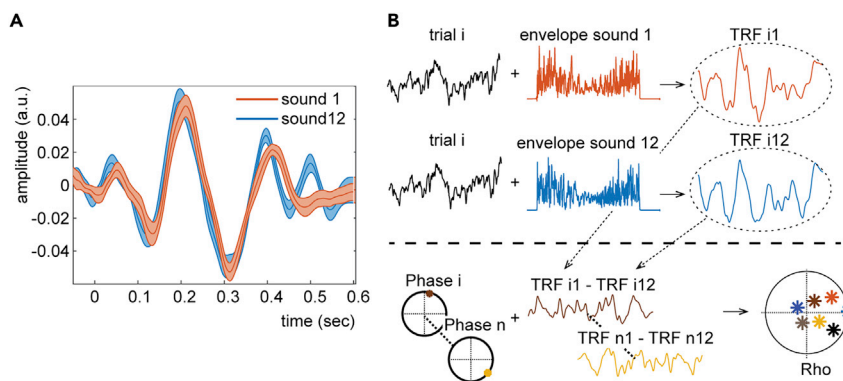 A
amplitude (a.u.)
0.04
0.02
0
-0.02
-0.04
sound 1
sound12
0 0.1 0.2 0.3 0.4 0.5 0.6
time (sec)
B
trial i
+
envelope sound 1
TRF i1
trial i
+
envelope sound 12
TRF i12
Phase i
Phase n
+
TRF i1 - TRF i12
TRF n1 - TRF n12
Rho